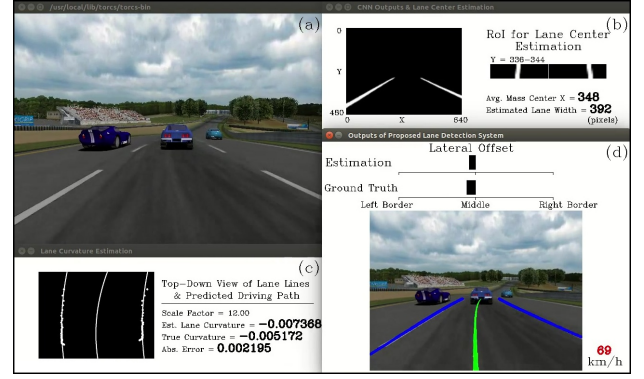 /usr/local/lib/torcs/torcs-bin
(a)
CNN Outputs & Lane Center Estimation
(b)
0
Y
480
0 X 640
RoI for Lane Center
Estimation
Y = 336-344
Avg. Mass Center X = 348
Estimated Lane Width = 392
(pixels)
Outputs of Proposed Lane Detection System
(d)
Lateral Offset
Estimation
Ground Truth
Left Border Middle Right Border
69
km/h
Lane Curvature Estimation
(c)
Top-Down View of Lane Lines
& Predicted Driving Path
Scale Factor = 12.00
Est. Lane Curvature = -0.007368
True Curvature = -0.005172
Abs. Error = 0.002195